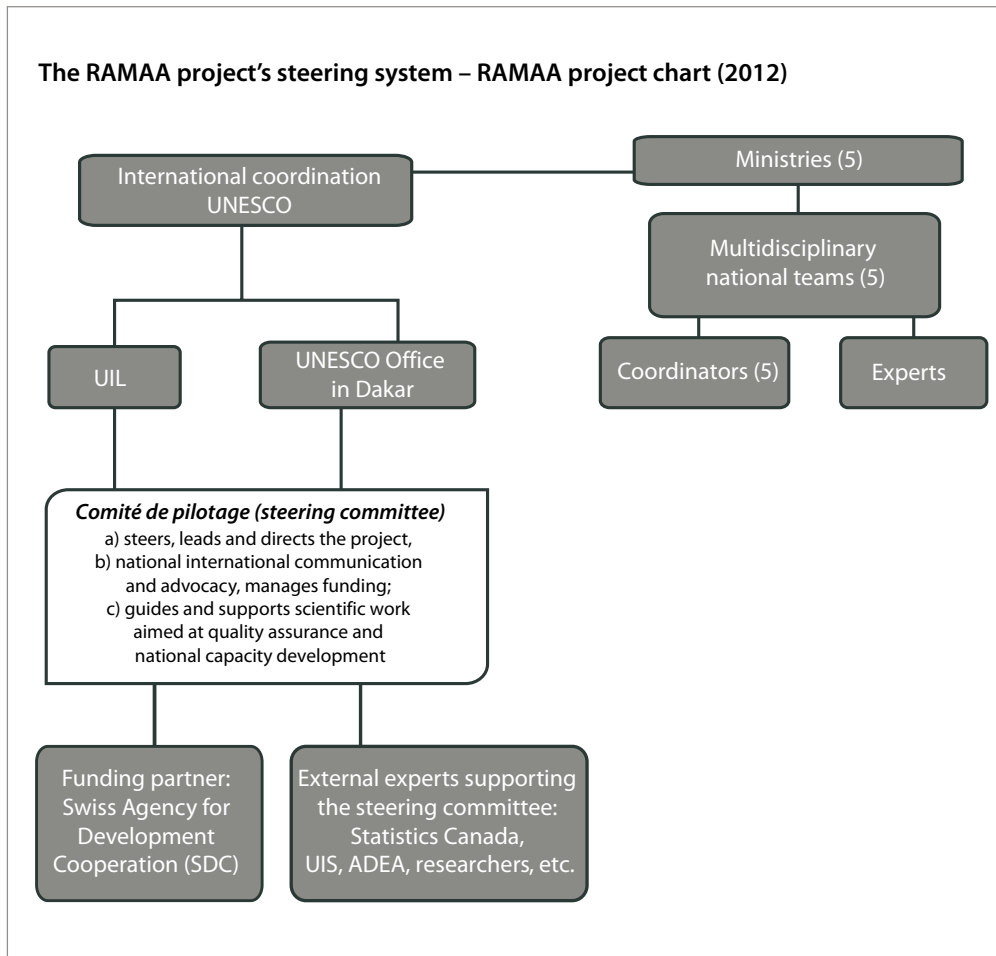 The RAMAA project’s steering system – RAMAA project chart (2012)
International coordination
UNESCO
Ministries (5)
Multidisciplinary
national teams (5)
UIL
UNESCO Office
in Dakar
Coordinators (5)
Experts
Comité de pilotage (steering committee)
a) steers, leads and directs the project,
b) national international communication
and advocacy, manages funding;
c) guides and supports scientific work
aimed at quality assurance and
national capacity development
Funding partner:
Swiss Agency for
Development
Cooperation (SDC)
External experts supporting
the steering committee:
Statistics Canada,
UIS, ADEA, researchers, etc.